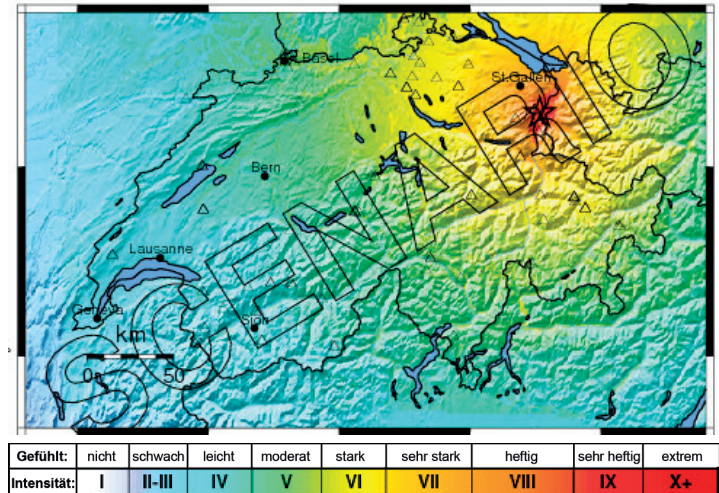 Basel
St.Gallen
Bern
Lausanne
Geneva
Sion
SCENARIO
km
0 50
Gefühlt: nicht schwach leicht moderat stark sehr stark heftig sehr heftig extrem
Intensität: I II-III IV V VI VII VIII IX X+